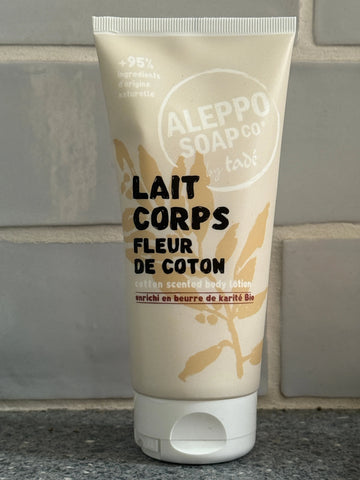 +95%
ingrédients
d'origine
naturelle
ALEPPO
SOAP CO®
by tadé
LAIT
CORPS
FLEUR
DE COTON
cotton scented body lotion
enrichi en beurre de karité Bio